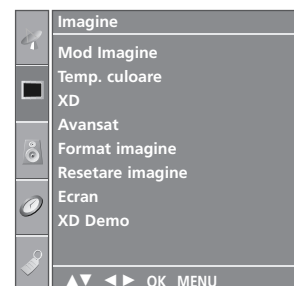 Imagine
Mod Imagine
Temp. culoare
XD
Avansat
Format imagine
Resetare imagine
Ecran
XD Demo
▲▼ ◄► OK MENU